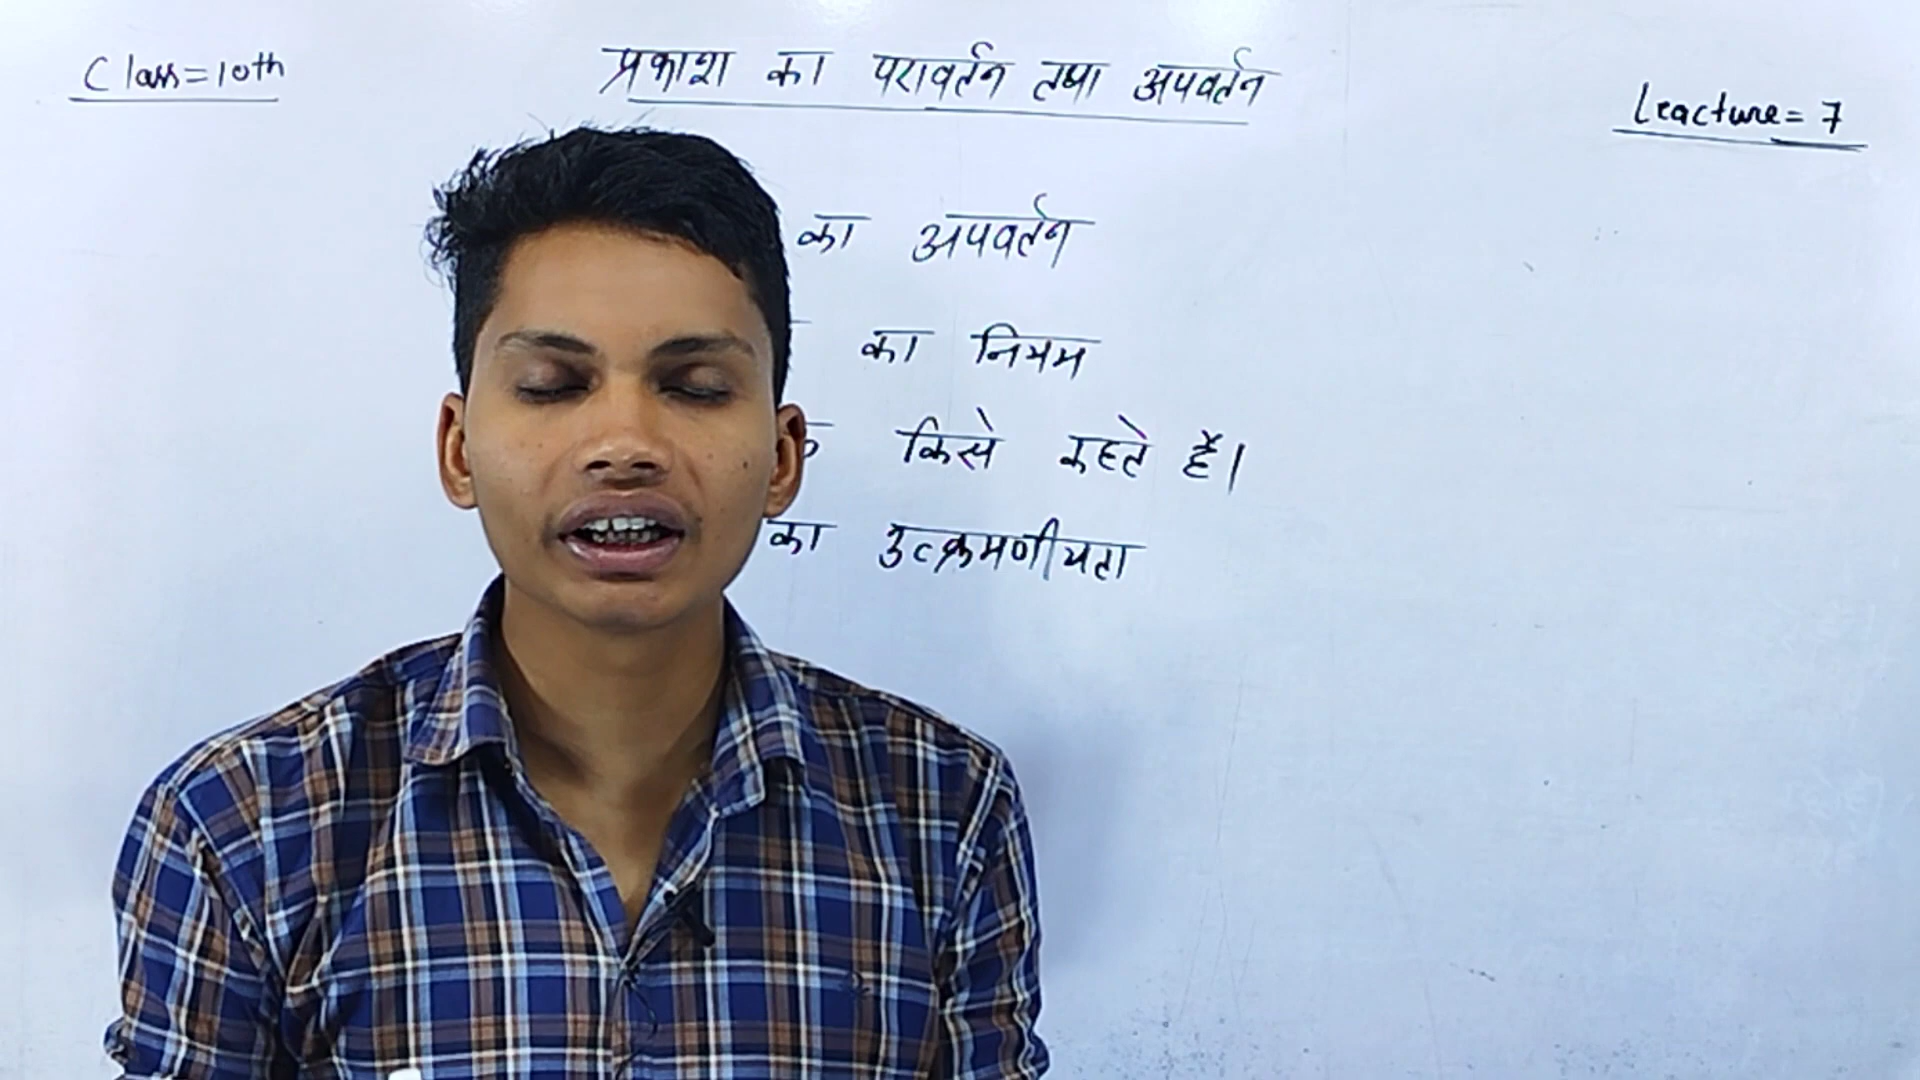 Class=10th
प्रकाश का परावर्तन तथा अपवर्तन
Leacture= 7
का अपवर्तन
का नियम
किसे कहते हैं।
का उत्क्रमणीयता